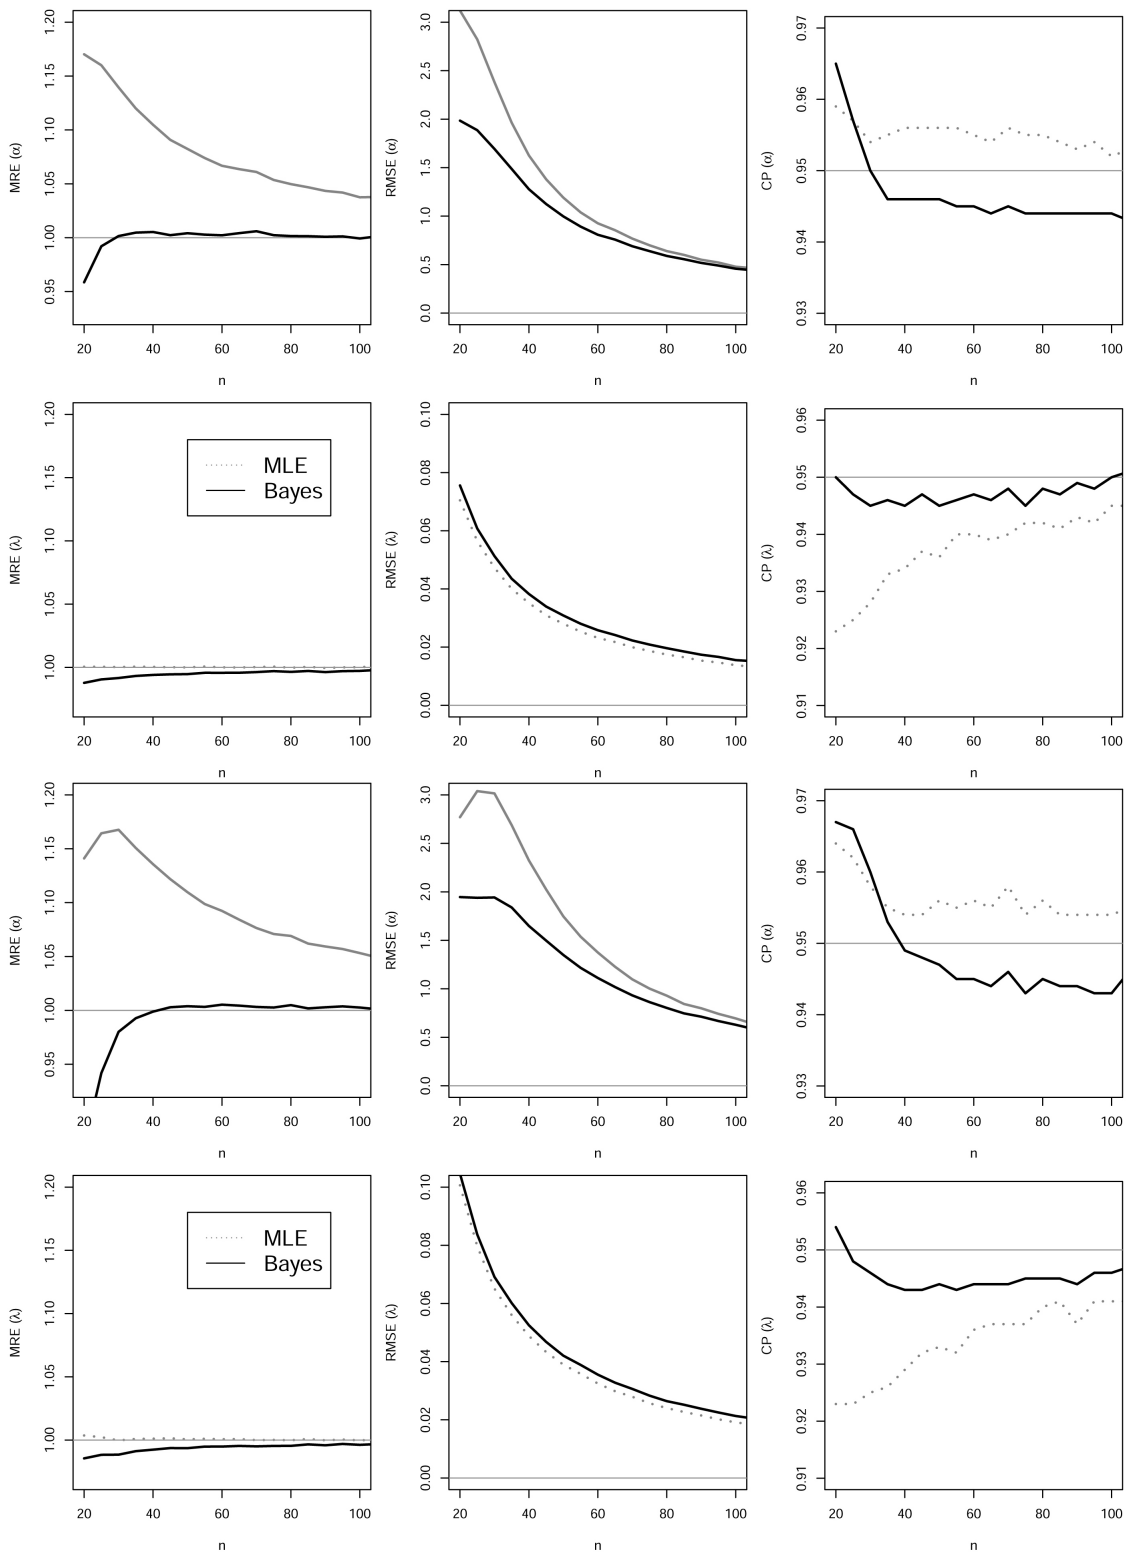 MRE (α)
0.95 1.00 1.05 1.10 1.15 1.20
20 40 60 80 100
n
RMSE (α)
0.0 0.5 1.0 1.5 2.0 2.5 3.0
20 40 60 80 100
n
CP (α)
0.93 0.94 0.95 0.96 0.97
20 40 60 80 100
n
MRE (λ)
1.00 1.05 1.10 1.15 1.20
MLE
Bayes
20 40 60 80 100
n
RMSE (λ)
0.00 0.02 0.04 0.06 0.08 0.10
20 40 60 80 100
n
CP (λ)
0.91 0.92 0.93 0.94 0.95 0.96
20 40 60 80 100
n
MRE (α)
0.95 1.00 1.05 1.10 1.15 1.20
20 40 60 80 100
n
RMSE (α)
0.0 0.5 1.0 1.5 2.0 2.5 3.0
20 40 60 80 100
n
CP (α)
0.93 0.94 0.95 0.96 0.97
20 40 60 80 100
n
MRE (λ)
1.00 1.05 1.10 1.15 1.20
MLE
Bayes
20 40 60 80 100
n
RMSE (λ)
0.00 0.02 0.04 0.06 0.08 0.10
20 40 60 80 100
n
CP (λ)
0.91 0.92 0.93 0.94 0.95 0.96
20 40 60 80 100
n